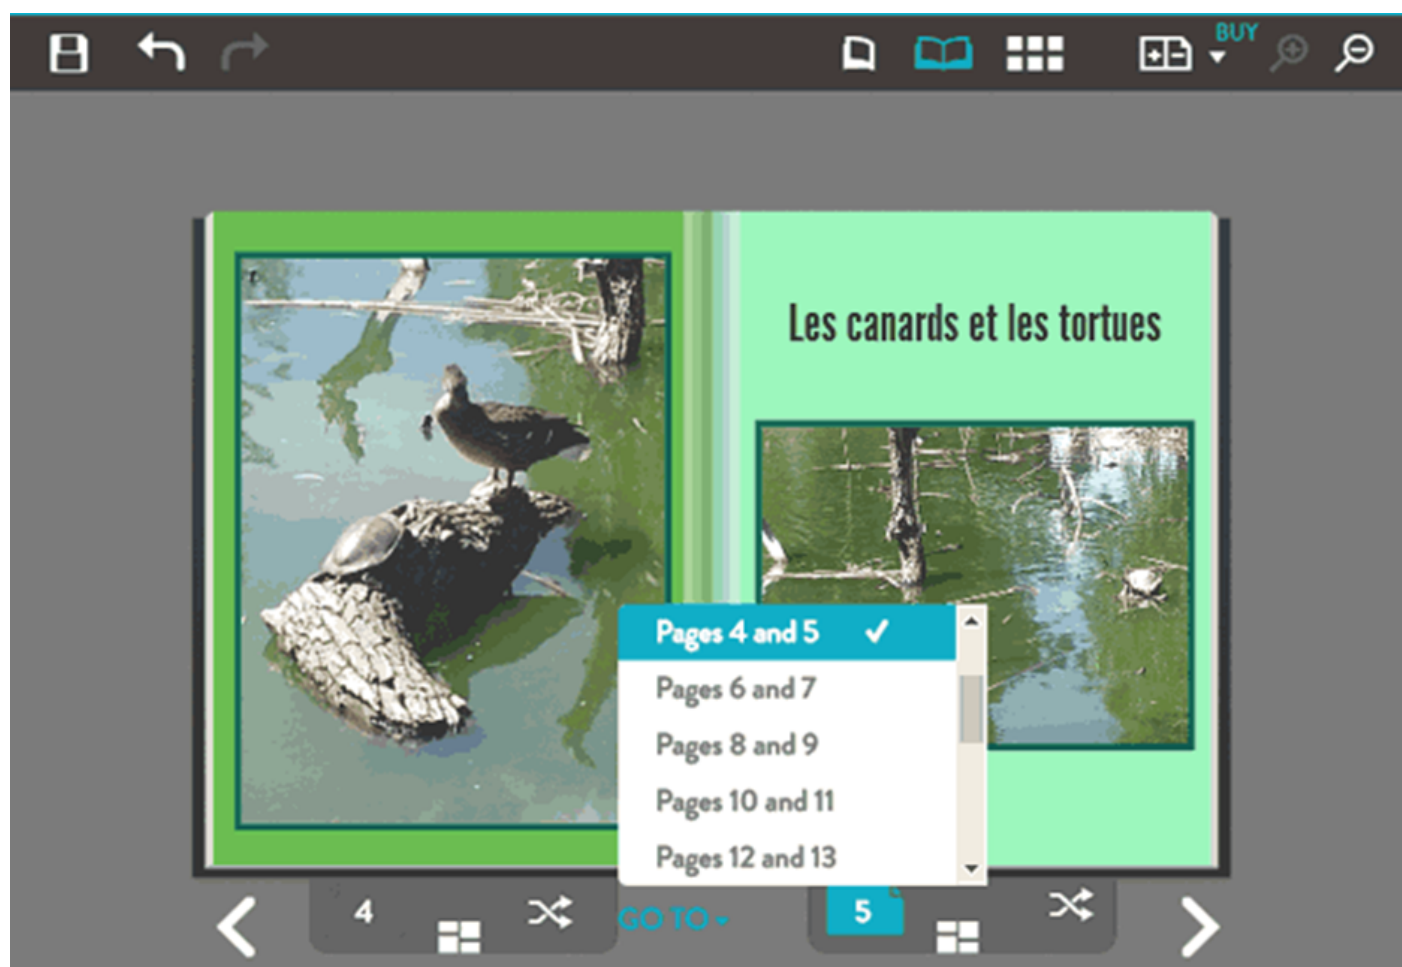 BUY
Les canards et les tortues
Pages 4 and 5
Pages 6 and 7
Pages 8 and 9
Pages 10 and 11
Pages 12 and 13
4
GO TO
5